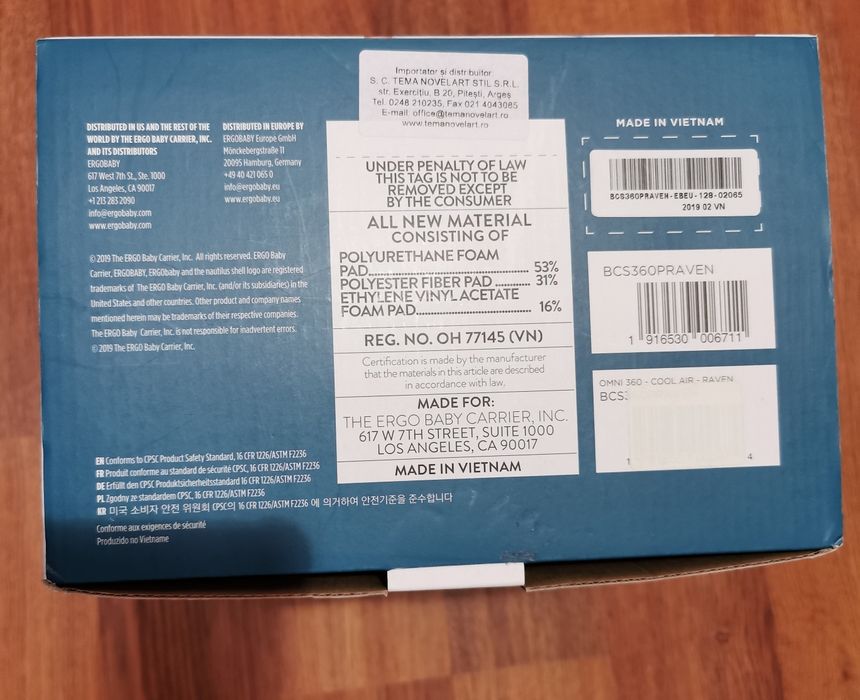 Importator și distribuitor:
S. C. TEMA NOVELART STIL S.R.L.
str. Exercițiu, B 20, Pitești, Argeș
Tel. 0248 210235, Fax 021 4043085
E-mail: office@temanovelart.ro
www.temanovelart.ro
DISTRIBUTED IN US AND THE REST OF THE
WORLD BY THE ERGO BABY CARRIER, INC.
AND ITS DISTRIBUTORS
ERGOBABY
617 West 7th St., Ste. 1000
Los Angeles, CA 90017
+1 213 283 2090
info@ergobaby.com
www.ergobaby.com
DISTRIBUTED IN EUROPE BY
ERGOBABY Europe GmbH
Mönckebergstraße 11
20095 Hamburg, Germany
+49 40 421 065 0
info@ergobaby.eu
www.ergobaby.eu
© 2019 The ERGO Baby Carrier, Inc. All rights reserved. ERGO Baby
Carrier, ERGOBABY, ERGObaby and the nautilus shell logo are registered
trademarks of The ERGO Baby Carrier, Inc. (and/or its subsidiaries) in the
United States and other countries. Other product and company names
mentioned herein may be trademarks of their respective companies.
The ERGO Baby Carrier, Inc. is not responsible for inadvertent errors.
© 2019 The ERGO Baby Carrier, Inc.
EN Conforms to CPSC Product Safety Standard, 16 CFR 1226/ASTM F2236
FR Produit conforme au standard de sécurité CPSC, 16 CFR 1226/ASTM F2236
DE Erfüllt den CPSC Produktsicherheitsstandard 16 CFR 1226/ASTM F2236
PL Zgodny ze standardem CPSC, 16 CFR 1226/ASTM F2236
KR 미국 소비자 안전 위원회 CPSC의 16 CFR 1226/ASTM F2236 에 의거하여 안전기준을 준수합니다
Conforme aux exigences de sécurité
Produzido no Vietname
UNDER PENALTY OF LAW
THIS TAG IS NOT TO BE
REMOVED EXCEPT
BY THE CONSUMER
ALL NEW MATERIAL
CONSISTING OF
POLYURETHANE FOAM
PAD........................................ 53%
POLYESTER FIBER PAD ......... 31%
ETHYLENE VINYL ACETATE
FOAM PAD.............................. 16%
REG. NO. OH 77145 (VN)
Certification is made by the manufacturer
that the materials in this article are described
in accordance with law.
MADE FOR:
THE ERGO BABY CARRIER, INC.
617 W 7TH STREET, SUITE 1000
LOS ANGELES, CA 90017
MADE IN VIETNAM
MADE IN VIETNAM
BCS360PRAVEN-EBEU-128-02065
2019 02 VN
BCS360PRAVEN
1 916530 006711
OMNI 360 - COOL AIR - RAVEN
BCS
1 4